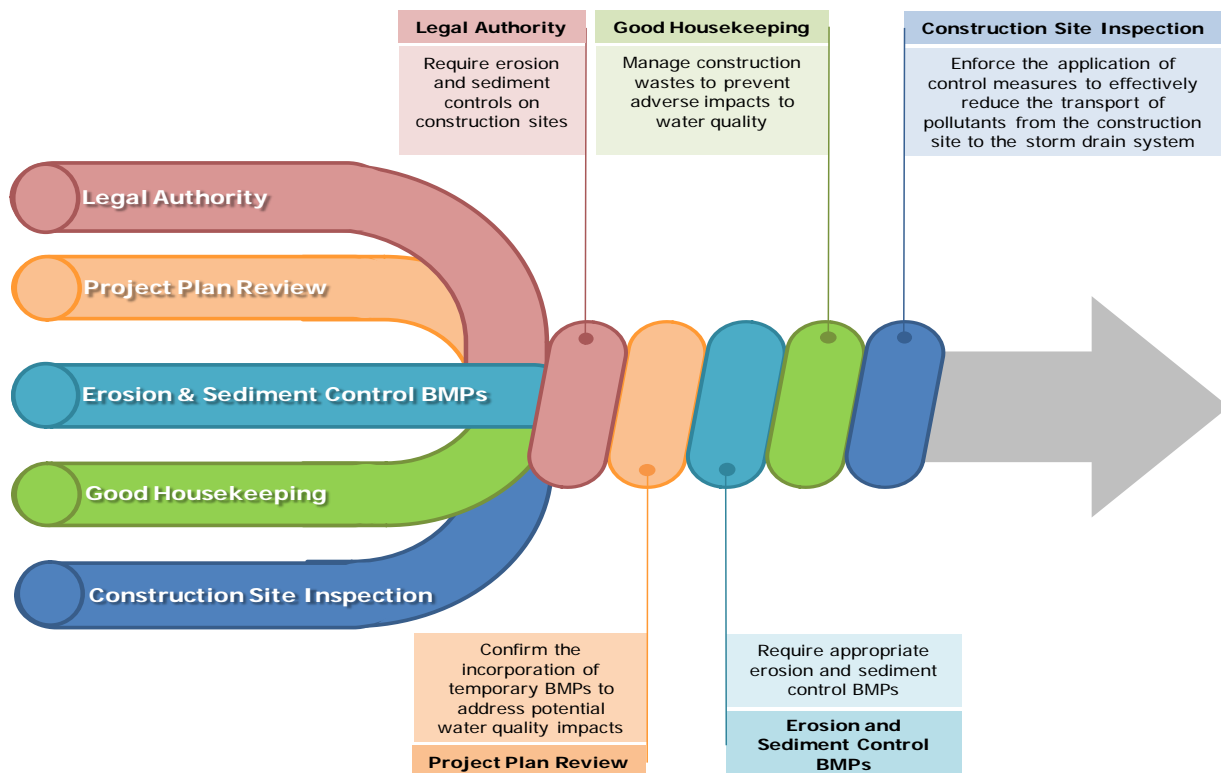 Legal Authority
Require erosion
and sediment
controls on
construction sites
Good Housekeeping
Manage construction
wastes to prevent
adverse impacts to
water quality
Construction Site Inspection
Enforce the application of
control measures to effectively
reduce the transport of
pollutants from the construction
site to the storm drain system
Legal Authority
Project Plan Review
Erosion & Sediment Control BMPs
Good Housekeeping
Construction Site Inspection
Confirm the
incorporation of
temporary BMPs to
address potential
water quality impacts
Project Plan Review
Require appropriate
erosion and sediment
control BMPs
Erosion and
Sediment Control
BMPs